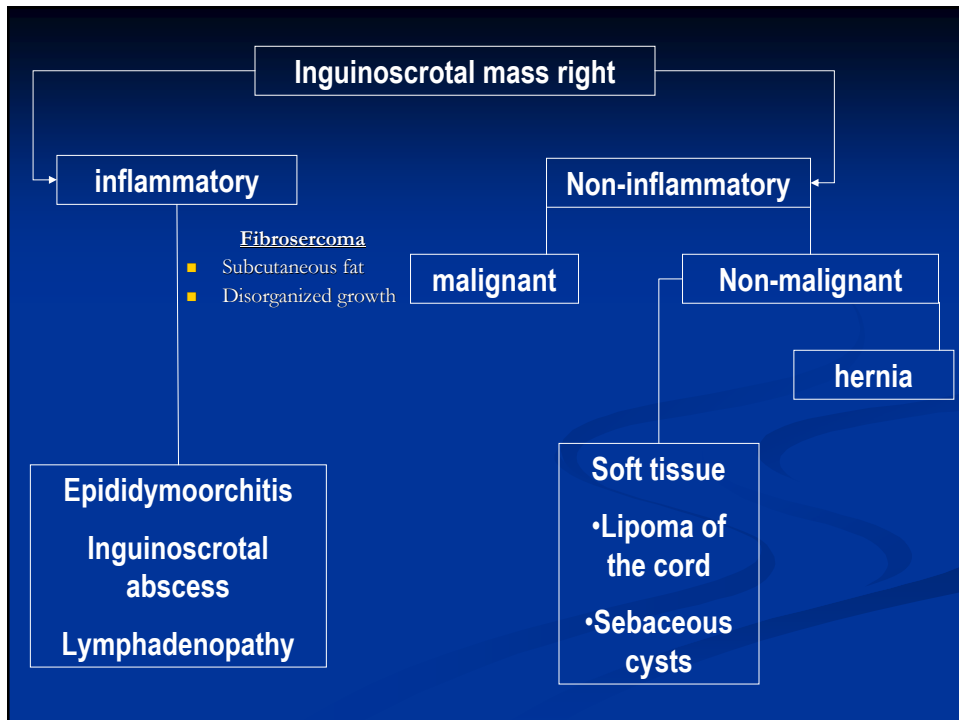 Inguinoscrotal mass right
inflammatory
Non-inflammatory
Fibrosercoma
Subcutaneous fat
Disorganized growth
malignant
Non-malignant
hernia
Epididymoorchitis
Inguinoscrotal
abscess
Lymphadenopathy
Soft tissue
•Lipoma of
the cord
•Sebaceous
cysts